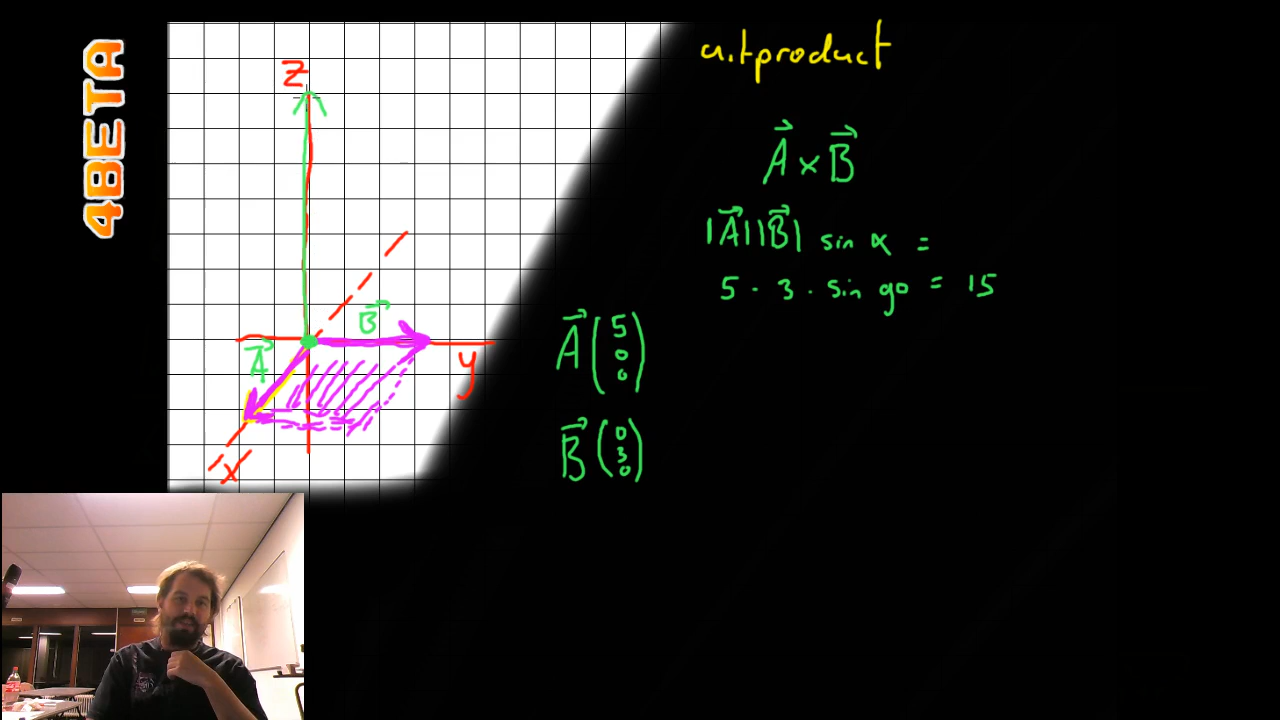 4BETA
uitproduct
Z
A⃗ × B⃗
|A⃗||B⃗| sin α =
5 · 3 · sin 90 = 15
B⃗
A⃗
y
x
A⃗ (5 0 0)
B⃗ (0 3 0)